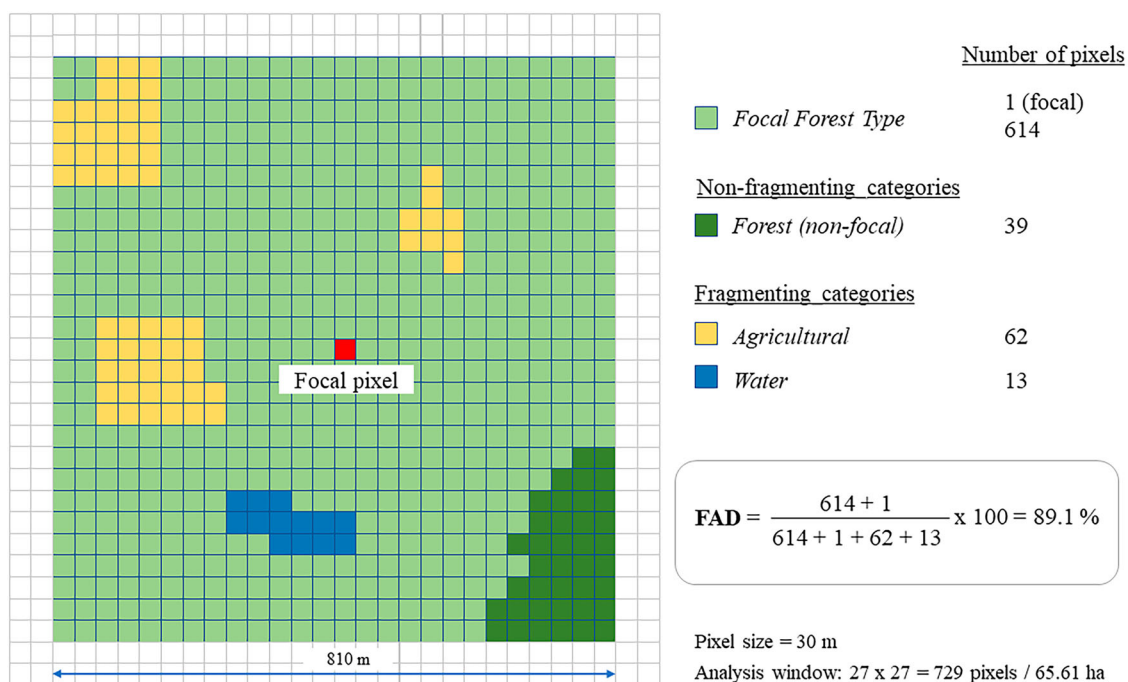 Number of pixels
Focal Forest Type
1 (focal)
614
Non-fragmenting categories
Forest (non-focal) 39
Fragmenting categories
Agricultural 62
Water 13
Focal pixel
FAD = 614 + 1 / 614 + 1 + 62 + 13 x 100 = 89.1 %
810 m
Pixel size = 30 m
Analysis window: 27 x 27 = 729 pixels / 65.61 ha